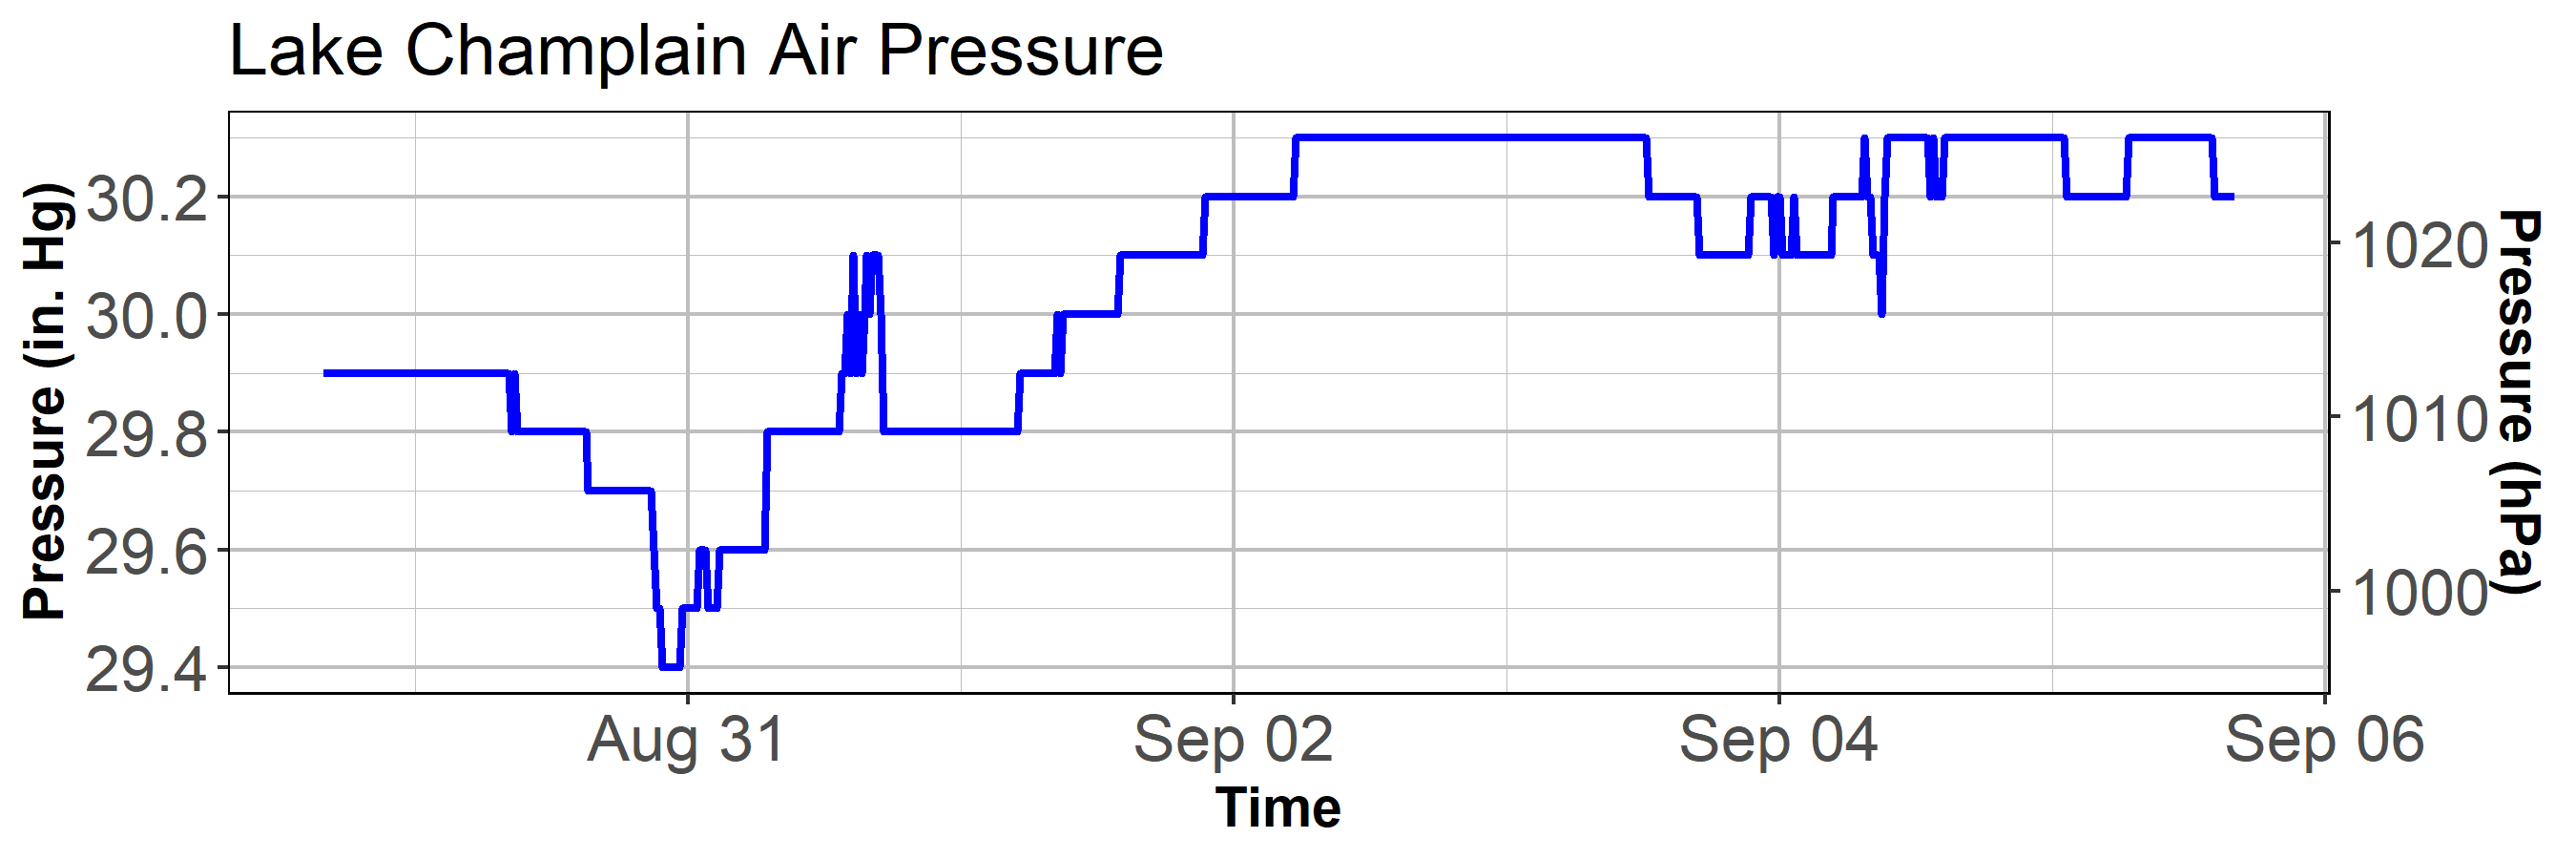 Lake Champlain Air Pressure
Pressure (in. Hg)
30.2
30.0
29.8
29.6
29.4
1020
1010
1000
Pressure (hPa)
Aug 31
Sep 02
Sep 04
Sep 06
Time